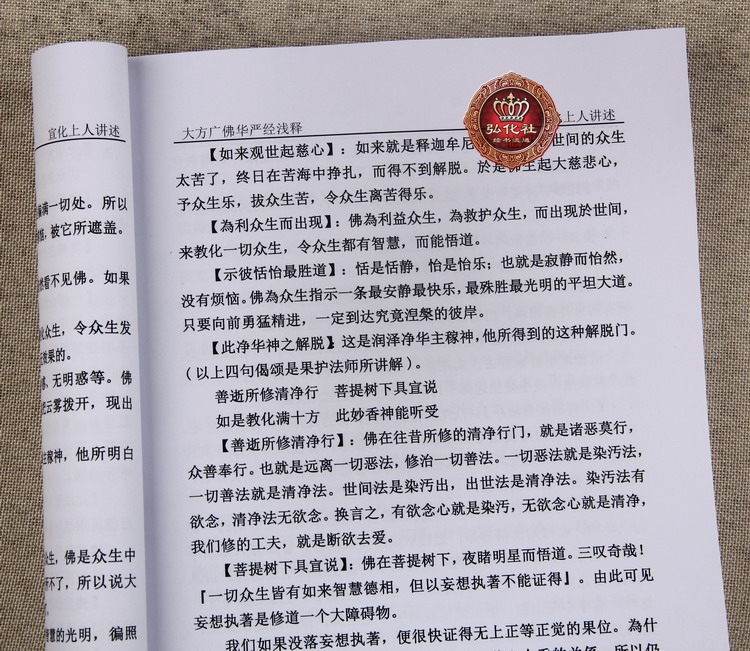 宣化上人讲述
满一切处。所以
，被它所遮盖。
看不见佛。如果
众生，令众生发
效果的。
，无明惑等。佛
云雾拨开，现出
主稼神，他所明白
众生，佛是众生中
不了，所以说大
慧的光明，徧照
大方广佛华严经浅释
上人讲述
弘化社
经书流通
【如来观世起慈心】：如来就是释迦牟尼
世间的众生
太苦了，终日在苦海中挣扎，而得不到解脱。於是
生起大慈悲心，
予众生乐，拔众生苦，令众生离苦得乐。
【為利众生而出现】：佛為利益众生，為救护众生，而出现於世间，
来教化一切众生，令众生都有智慧，而能悟道。
【示彼恬怡最胜道】：恬是恬静，怡是怡乐；也就是寂静而怡然，
没有烦恼。佛為众生指示一条最安静最快乐，最殊胜最光明的平坦大道。
只要向前勇猛精进，一定到达究竟涅槃的彼岸。
【此净华神之解脱】这是润泽净华主稼神，他所得到的这种解脱门。
（以上四句偈颂是果护法师所讲解）。
善逝所修清净行　菩提树下具宣说
如是教化满十方　此妙香神能听受
【善逝所修清净行】：佛在往昔所修的清净行门，就是诸恶莫行，
众善奉行。也就是远离一切恶法，修治一切善法。一切恶法就是染污法，
一切善法就是清净法。世间法是染污出，出世法是清净法。染污法有
欲念，清净法无欲念。换言之，有欲念心就是染污，无欲念心就是清净，
我们修的工夫，就是断欲去爱。
【菩提树下具宣说】：佛在菩提树下，夜睹明星而悟道。三叹奇哉！
『一切众生皆有如来智慧德相，但以妄想执著不能证得』。由此可见
妄想执著是修道一个大障碍物。
我们如果没落妄想执著，便很快证得无上正等正觉的果位。為什